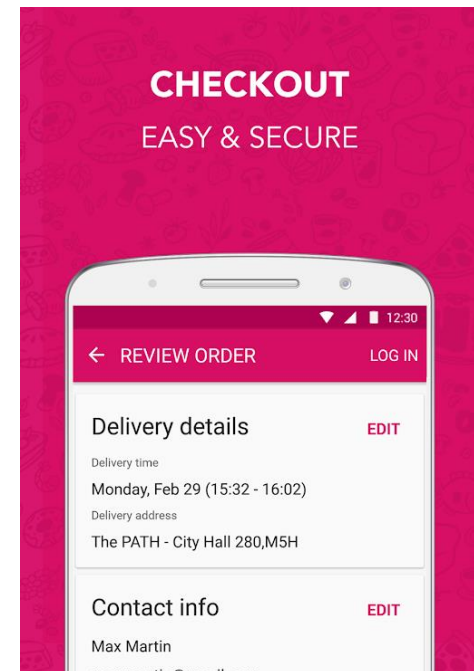 CHECKOUT
EASY & SECURE
12:30
← REVIEW ORDER LOG IN
Delivery details EDIT
Delivery time
Monday, Feb 29 (15:32 - 16:02)
Delivery address
The PATH - City Hall 280,M5H
Contact info EDIT
Max Martin